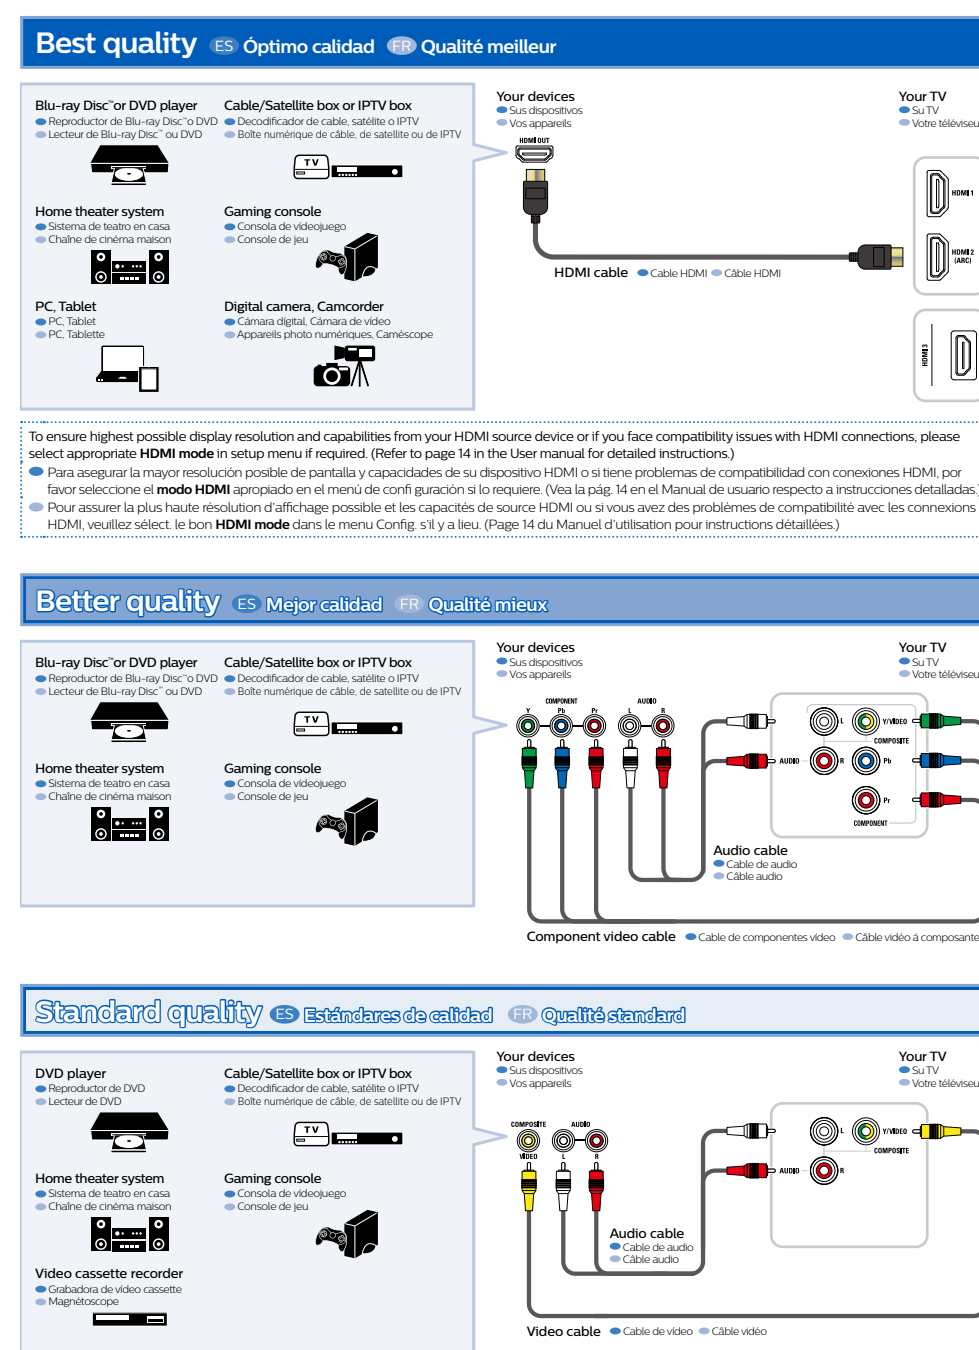 Best quality ES Óptimo calidad FR Qualité meilleur
Blu-ray Disc™or DVD player
Reproductor de Blu-ray Disc™o DVD
Lecteur de Blu-ray Disc™ ou DVD
Cable/Satellite box or IPTV box
Decodificador de cable, satélite o IPTV
Boîte numérique de câble, de satellite ou de IPTV
TV
Home theater system
Sistema de teatro en casa
Chaîne de cinéma maison
Gaming console
Consola de videojuego
Console de jeu
PC, Tablet
PC, Tablet
PC, Tablette
Digital camera, Camcorder
Cámara dígital, Cámara de vídeo
Appareils photo numériques, Caméscope
Your devices
Sus dispositivos
Vos appareils
HDMI OUT
HDMI cable Cable HDMI Câble HDMI
Your TV
Su TV
Votre téléviseu
HDMI 1
HDMI 2
(ARC)
HDMI 3
To ensure highest possible display resolution and capabilities from your HDMI source device or if you face compatibility issues with HDMI connections, please
select appropriate HDMI mode in setup menu if required. (Refer to page 14 in the User manual for detailed instructions.)
Para asegurar la mayor resolución posible de pantalla y capacidades de su dispositivo HDMI o si tiene problemas de compatibilidad con conexiones HDMI, por
favor seleccione el modo HDMI apropiado en el menú de confi guración si lo requiere. (Vea la pág. 14 en el Manual de usuario respecto a instrucciones detalladas.)
Pour assurer la plus haute résolution d'affichage possible et les capacités de source HDMI ou si vous avez des problèmes de compatibilité avec les connexions
HDMI, veuillez sélect. le bon HDMI mode dans le menu Config. s'il y a lieu. (Page 14 du Manuel d'utilisation pour instructions détaillées.)
Better quality ES Mejor calidad FR Qualité mieux
Blu-ray Disc™or DVD player
Reproductor de Blu-ray Disc™o DVD
Lecteur de Blu-ray Disc™ ou DVD
Cable/Satellite box or IPTV box
Decodificador de cable, satélite o IPTV
Boîte numérique de câble, de satellite ou de IPTV
TV
Home theater system
Sistema de teatro en casa
Chaîne de cinéma maison
Gaming console
Consola de videojuego
Console de jeu
Your devices
Sus dispositivos
Vos appareils
COMPONENT AUDIO
Y Pb Pr L R
Your TV
Su TV
Votre téléviseu
L Y/VIDEO
COMPOSITE
AUDIO R Pb
Pr
COMPONENT
Audio cable
Cable de audio
Câble audio
Component video cable Cable de componentes vídeo Câble vidéo á composante
Standard quality ES Estándares de calidad FR Qualité standard
DVD player
Reproductor de DVD
Lecteur de DVD
Cable/Satellite box or IPTV box
Decodificador de cable, satélite o IPTV
Boîte numérique de câble, de satellite ou de IPTV
TV
Home theater system
Sistema de teatro en casa
Chaîne de cinéma maison
Gaming console
Consola de videojuego
Console de jeu
Video cassette recorder
Grabadora de video cassette
Magnétoscope
Your devices
Sus dispositivos
Vos appareils
COMPOSITE AUDIO
VIDEO L R
Your TV
Su TV
Votre téléviseu
L Y/VIDEO
COMPOSITE
AUDIO R
Audio cable
Cable de audio
Câble audio
Video cable Cable de vídeo Câble vidéo